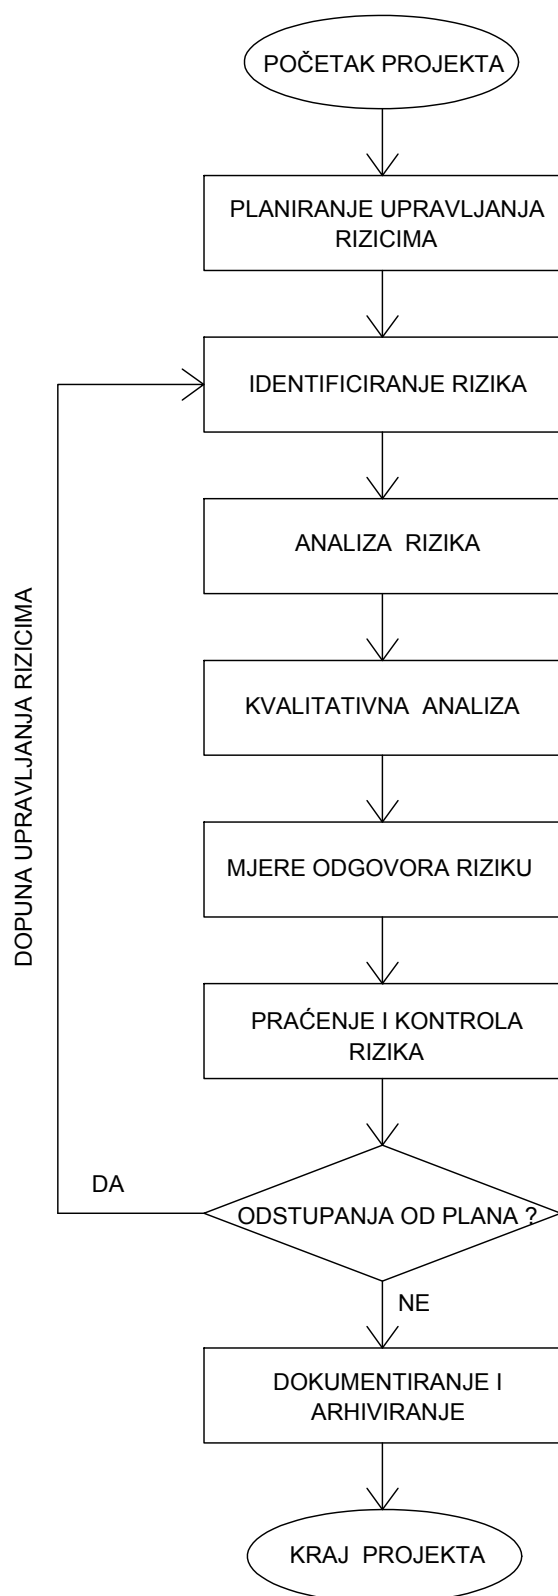 POČETAK PROJEKTA
PLANIRANJE UPRAVLJANJA
RIZICIMA
IDENTIFICIRANJE RIZIKA
ANALIZA RIZIKA
DOPUNA UPRAVLJANJA RIZICIMA
KVALITATIVNA ANALIZA
MJERE ODGOVORA RIZIKU
PRAĆENJE I KONTROLA
RIZIKA
DA
ODSTUPANJA OD PLANA ?
NE
DOKUMENTIRANJE I
ARHIVIRANJE
KRAJ PROJEKTA